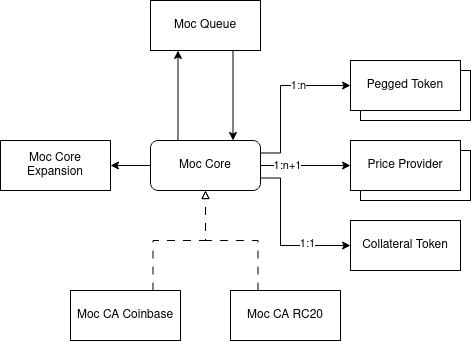 Moc Queue
1:n
Pegged Token
Moc Core
Expansion
Moc Core
1:n+1
Price Provider
1:1
Collateral Token
Moc CA Coinbase
Moc CA RC20